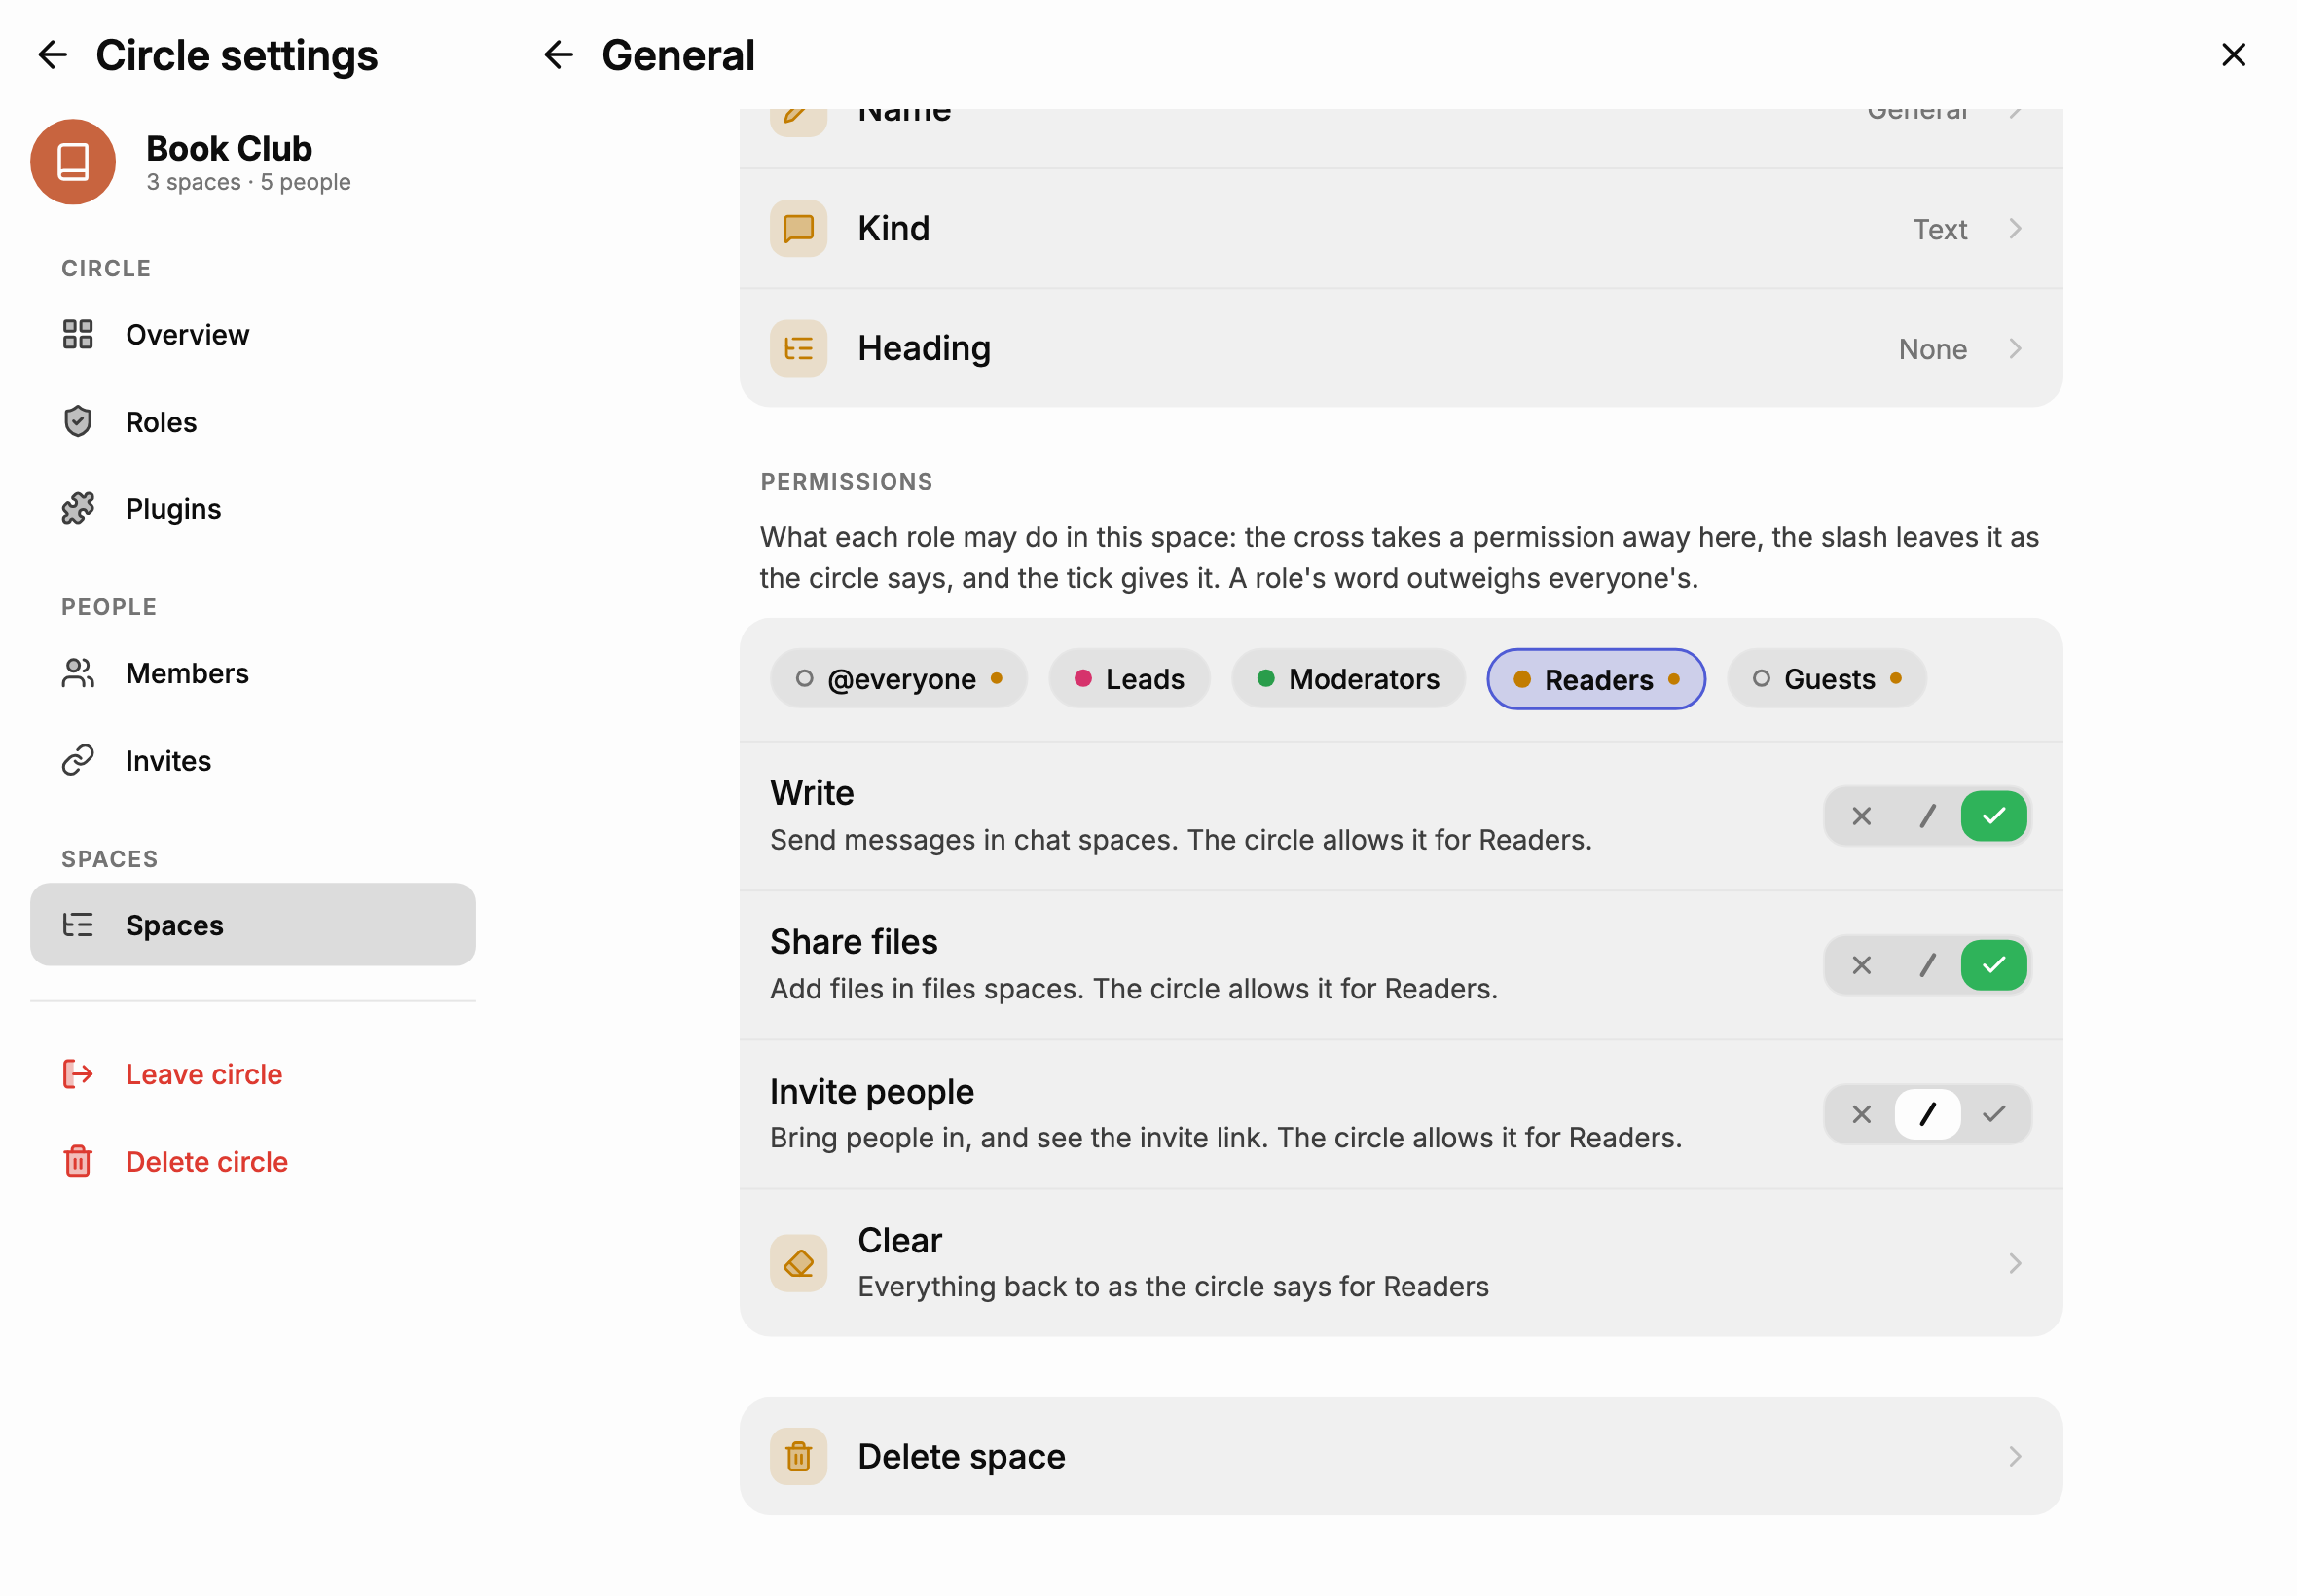 Circle settings
Book Club
3 spaces · 5 people
CIRCLE
Overview
Roles
Plugins
PEOPLE
Members
Invites
SPACES
Spaces
Leave circle
Delete circle
General
Name General
Kind Text
Heading None
PERMISSIONS
What each role may do in this space: the cross takes a permission away here, the slash leaves it as
the circle says, and the tick gives it. A role's word outweighs everyone's.
@everyone Leads Moderators Readers Guests
Write
Send messages in chat spaces. The circle allows it for Readers.
Share files
Add files in files spaces. The circle allows it for Readers.
Invite people
Bring people in, and see the invite link. The circle allows it for Readers.
Clear
Everything back to as the circle says for Readers
Delete space